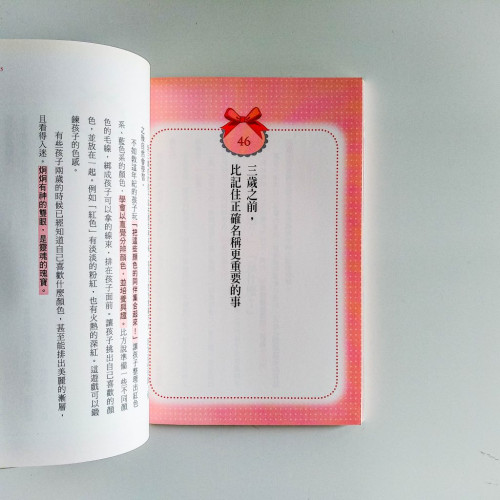 之後自然會學習。
不如教這年紀的孩子玩「把這些顏色的同伴集合起來！」讓孩子整理出紅色
系、藍色系的顏色，學會以直覺分辨顏色，並培養興趣。比方說準備一些不同顏
色的毛線，綁成孩子可以拿的線束，排在孩子面前。讓孩子挑出自己喜歡的顏
色，並放在一起。例如「紅色」有淡淡的粉紅，也有火熱的深紅。這遊戲可以鍛
鍊孩子的色感。
有些孩子兩歲的時候已經知道自己喜歡什麼顏色，甚至能排出美麗的漸層，
且看得入迷。炯炯有神的雙眼，是靈魂的瑰寶。
46
三歲之前，
比記住正確名稱更重要的事